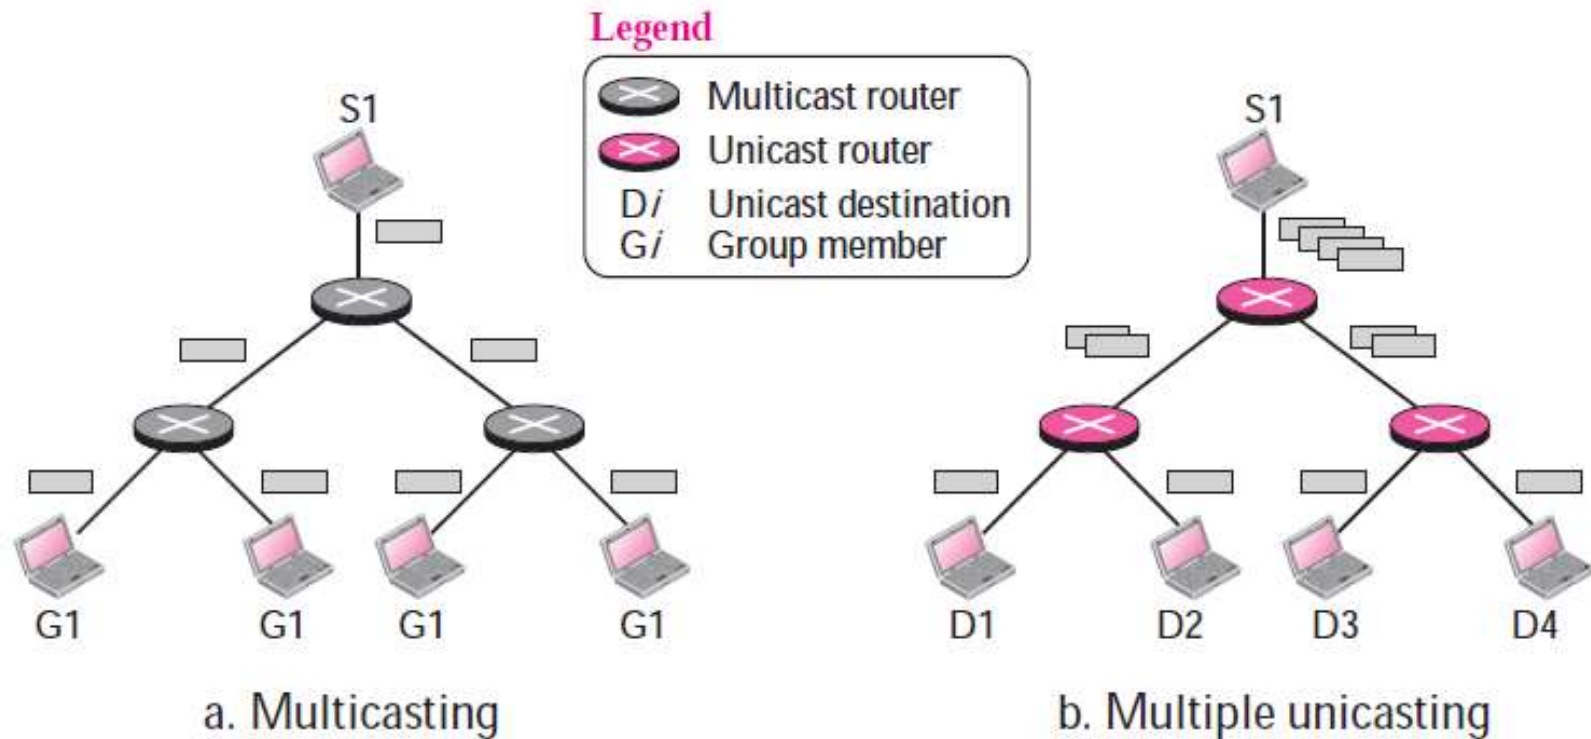 Legend
Multicast router
Unicast router
Di Unicast destination
Gi Group member
S1
G1 G1 G1 G1
a. Multicasting
S1
D1 D2 D3 D4
b. Multiple unicasting